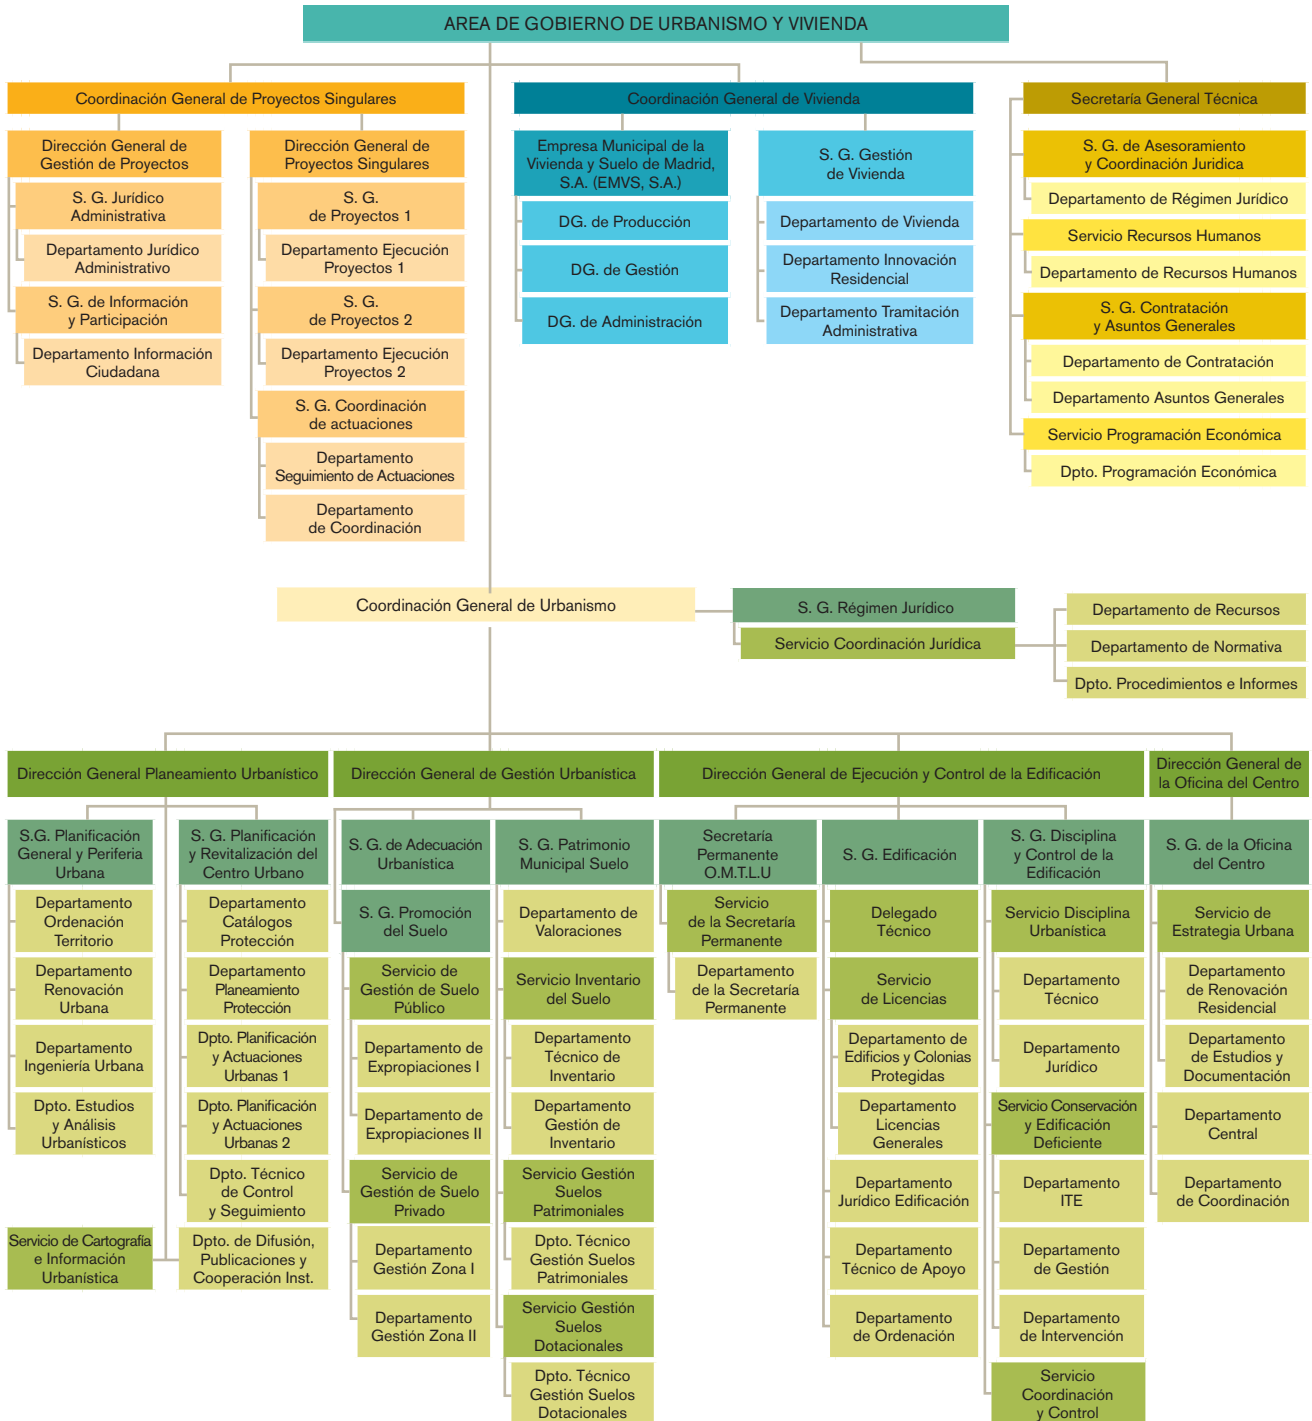 AREA DE GOBIERNO DE URBANISMO Y VIVIENDA
Coordinación General de Proyectos Singulares
Dirección General de
Gestión de Proyectos
S. G. Jurídico
Administrativa
Departamento Jurídico
Administrativo
S. G. de Información
y Participación
Departamento Información
Ciudadana
Dirección General de
Proyectos Singulares
S. G.
de Proyectos 1
Departamento Ejecución
Proyectos 1
S. G.
de Proyectos 2
Departamento Ejecución
Proyectos 2
S. G. Coordinación
de actuaciones
Departamento
Seguimiento de Actuaciones
Departamento
de Coordinación
Coordinación General de Vivienda
Empresa Municipal de la
Vivienda y Suelo de Madrid,
S.A. (EMVS, S.A.)
DG. de Producción
DG. de Gestión
DG. de Administración
S. G. Gestión
de Vivienda
Departamento de Vivienda
Departamento Innovación
Residencial
Departamento Tramitación
Administrativa
Secretaría General Técnica
S. G. de Asesoramiento
y Coordinación Juridica
Departamento de Régimen Jurídico
Servicio Recursos Humanos
Departamento de Recursos Humanos
S. G. Contratación
y Asuntos Generales
Departamento de Contratación
Departamento Asuntos Generales
Servicio Programación Económica
Dpto. Programación Económica
Coordinación General de Urbanismo
S. G. Régimen Jurídico
Servicio Coordinación Jurídica
Departamento de Recursos
Departamento de Normativa
Dpto. Procedimientos e Informes
Dirección General Planeamiento Urbanístico
S.G. Planificación
General y Periferia
Urbana
Departamento
Ordenación
Territorio
Departamento
Renovación
Urbana
Departamento
Ingeniería Urbana
Dpto. Estudios
y Análisis
Urbanísticos
Servicio de Cartografía
e Información
Urbanística
S. G. Planificación
y Revitalización del
Centro Urbano
Departamento
Catálogos
Protección
Departamento
Planeamiento
Protección
Dpto. Planificación
y Actuaciones
Urbanas 1
Dpto. Planificación
y Actuaciones
Urbanas 2
Dpto. Técnico
de Control
y Seguimiento
Dpto. de Difusión,
Publicaciones y
Cooperación Inst.
Dirección General de Gestión Urbanística
S. G. de Adecuación
Urbanística
S. G. Promoción
del Suelo
Servicio de
Gestión de Suelo
Público
Departamento de
Expropiaciones I
Departamento de
Expropiaciones II
Servicio de
Gestión de Suelo
Privado
Departamento
Gestión Zona I
Departamento
Gestión Zona II
S. G. Patrimonio
Municipal Suelo
Departamento de
Valoraciones
Servicio Inventario
del Suelo
Departamento
Técnico de
Inventario
Departamento
Gestión de
Inventario
Servicio Gestión
Suelos
Patrimoniales
Dpto. Técnico
Gestión Suelos
Patrimoniales
Servicio Gestión
Suelos
Dotacionales
Dpto. Técnico
Gestión Suelos
Dotacionales
Dirección General de Ejecución y Control de la Edificación
Secretaría
Permanente
O.M.T.L.U
Servicio
de la Secretaría
Permanente
Departamento
de la Secretaría
Permanente
S. G. Edificación
Delegado
Técnico
Servicio
de Licencias
Departamento de
Edificios y Colonias
Protegidas
Departamento
Licencias
Generales
Departamento
Jurídico Edificación
Departamento
Técnico de Apoyo
Departamento
de Ordenación
S. G. Disciplina
y Control de la
Edificación
Servicio Disciplina
Urbanística
Departamento
Técnico
Departamento
Jurídico
Servicio Conservación
y Edificación
Deficiente
Departamento
ITE
Departamento
de Gestión
Departamento
de Intervención
Servicio
Coordinación
y Control
Dirección General de
la Oficina del Centro
S. G. de la Oficina
del Centro
Servicio de
Estrategia Urbana
Departamento
de Renovación
Residencial
Departamento
de Estudios y
Documentación
Departamento
Central
Departamento
de Coordinación